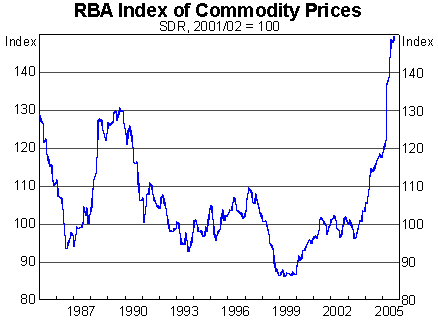 RBA Index of Commodity Prices
SDR, 2001/02 = 100
Index Index
140 140
130 130
120 120
110 110
100 100
90 90
80 80
1987 1990 1993 1996 1999 2002 2005